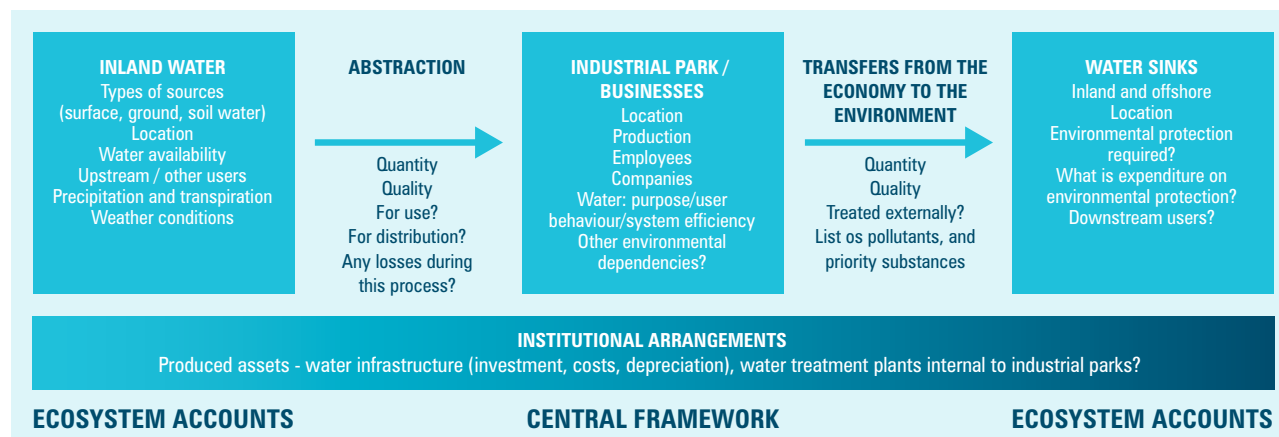 INLAND WATER
Types of sources
(surface, ground, soil water)
Location
Water availability
Upstream / other users
Precipitation and transpiration
Weather conditions
ABSTRACTION
Quantity
Quality
For use?
For distribution?
Any losses during
this process?
INDUSTRIAL PARK /
BUSINESSES
Location
Production
Employees
Companies
Water: purpose/user
behaviour/system efficiency
Other environmental
dependencies?
TRANSFERS FROM THE
ECONOMY TO THE
ENVIRONMENT
Quantity
Quality
Treated externally?
List os pollutants, and
priority substances
WATER SINKS
Inland and offshore
Location
Environmental protection
required?
What is expenditure on
environmental protection?
Downstream users?
INSTITUTIONAL ARRANGEMENTS
Produced assets - water infrastructure (investment, costs, depreciation), water treatment plants internal to industrial parks?
ECOSYSTEM ACCOUNTS
CENTRAL FRAMEWORK
ECOSYSTEM ACCOUNTS